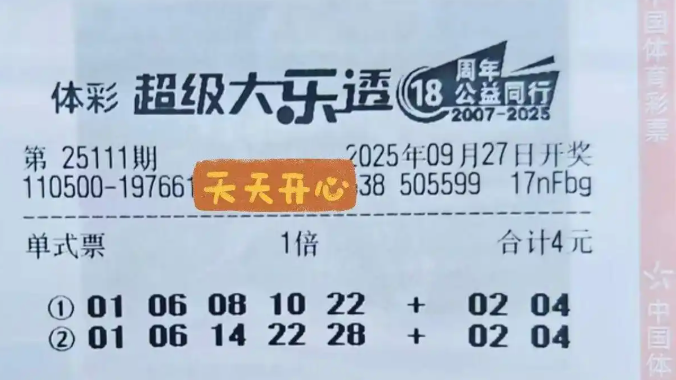 体彩 超级大乐透 18 周年 公益同行 2007-2025
第 25111期 2025年09月27日开奖
110500-197661 天天开心 38 505599 17nFbg
单式票 1倍 合计4元
① 01 06 08 10 22 + 02 04
② 01 06 14 22 28 + 02 04
中国体育彩票
中国体